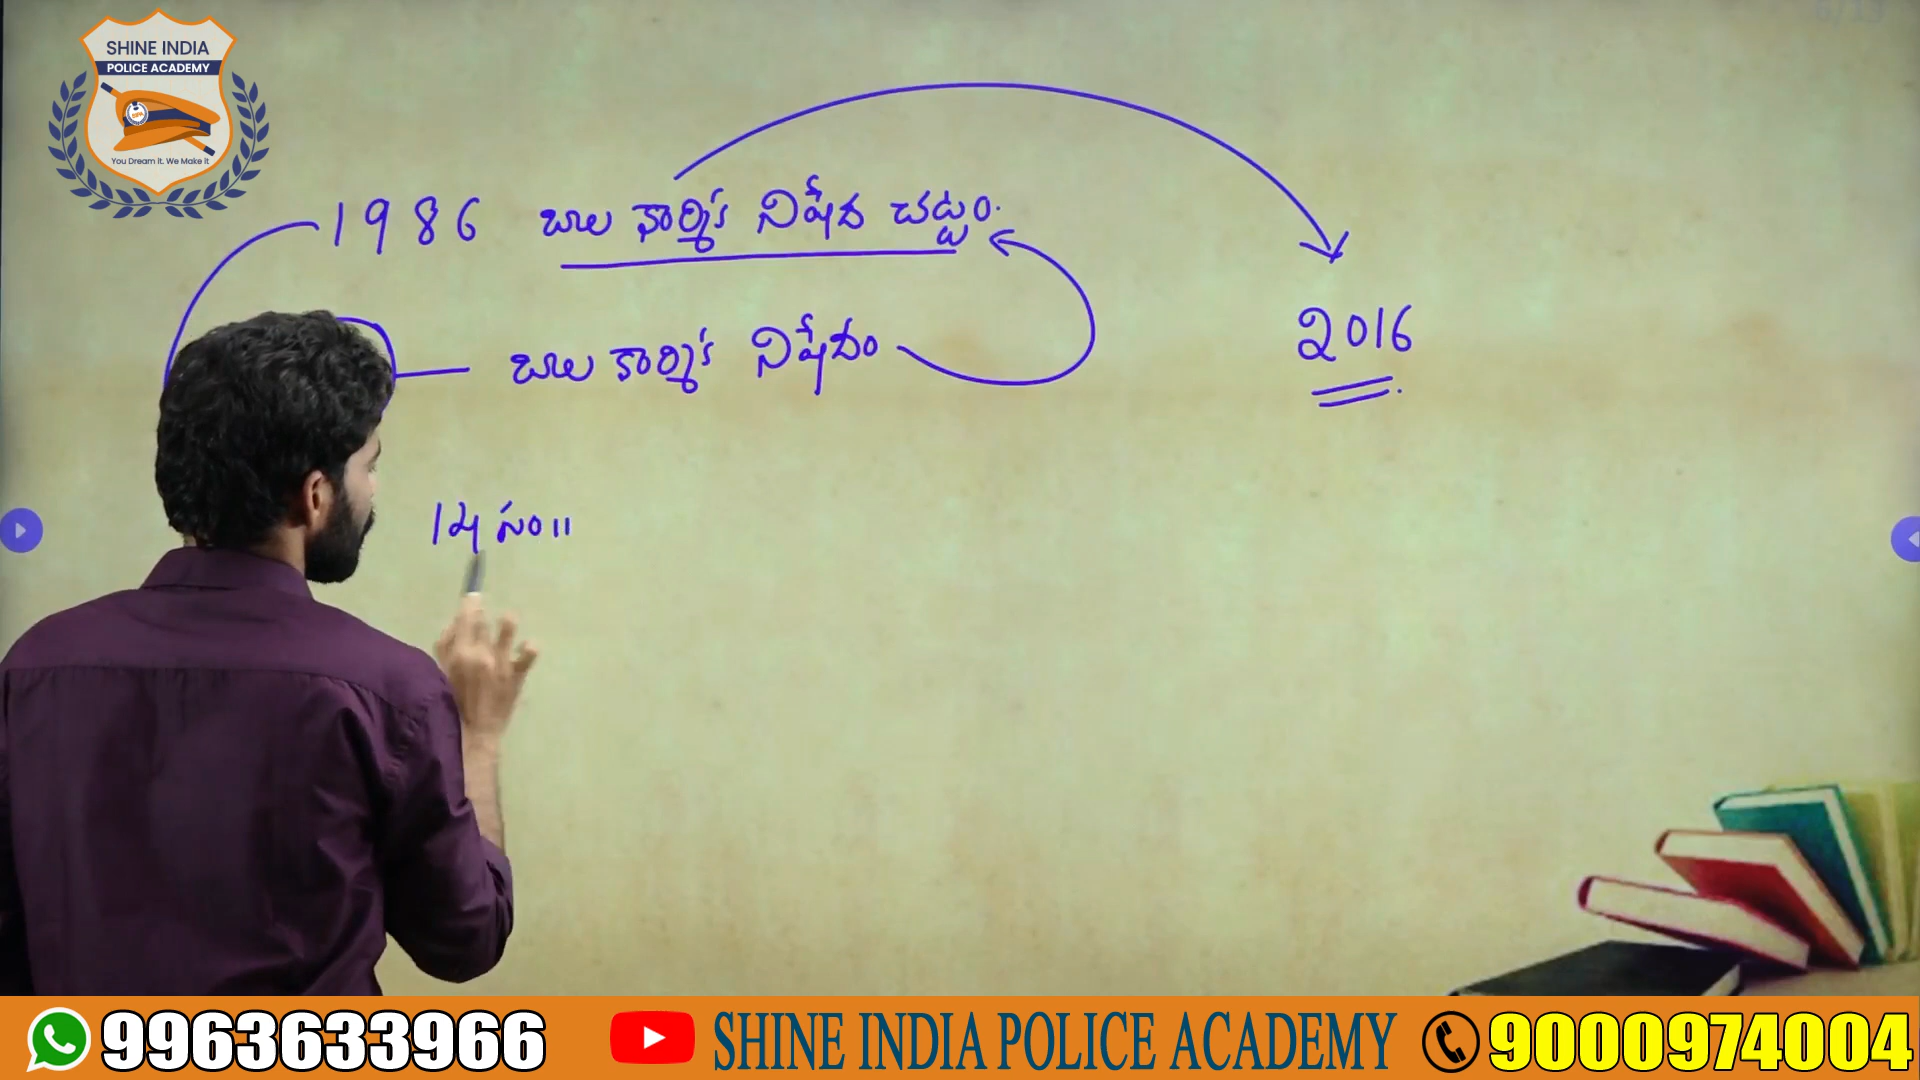 SHINE INDIA
POLICE ACADEMY
You Dream It. We Make It
1986 బాల కార్మిక నిషేద చట్టం.
బాల కార్మిక నిషేదం
2016
14 సం॥
9963633966
SHINE INDIA POLICE ACADEMY
9000974004